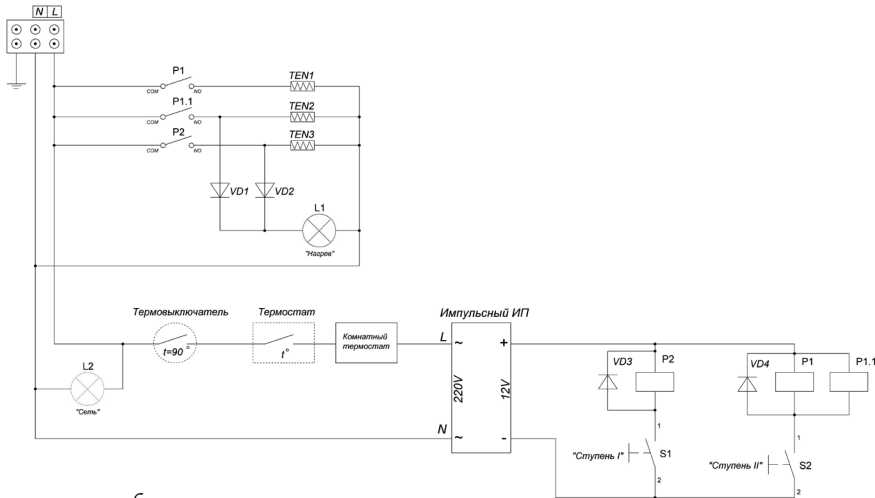 N L
P1
COM NO
TEN1
P1.1
COM NO
TEN2
P2
COM NO
TEN3
VD1 VD2
L1
"Нагрев"
Термовыключатель
t=90°
Термостат
t°
Комнатный
термостат
Импульсный ИП
L ~ +
220V 12V
N ~ -
L2
"Сеть"
VD3 P2
VD4 P1 P1.1
1
"Ступень I" S1
2
1
"Ступень II" S2
2